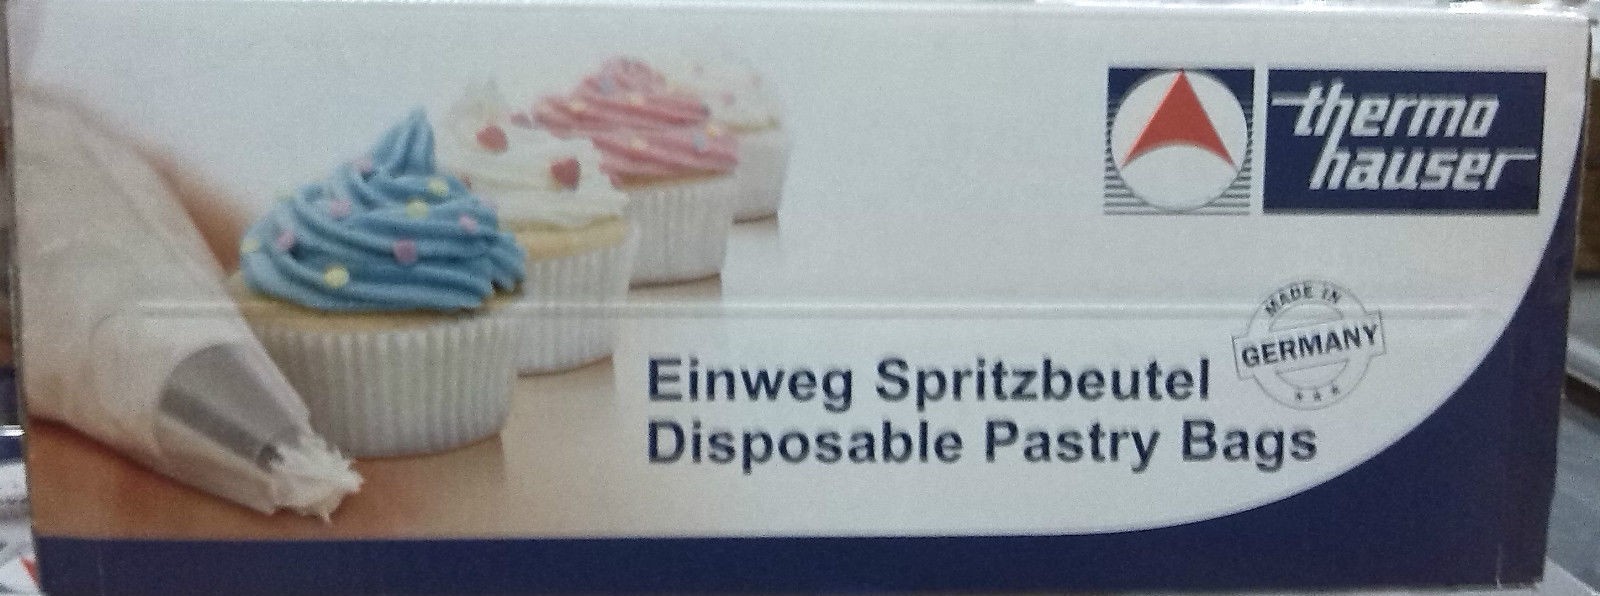 thermo
hauser
MADE IN
GERMANY
Einweg Spritzbeutel
Disposable Pastry Bags